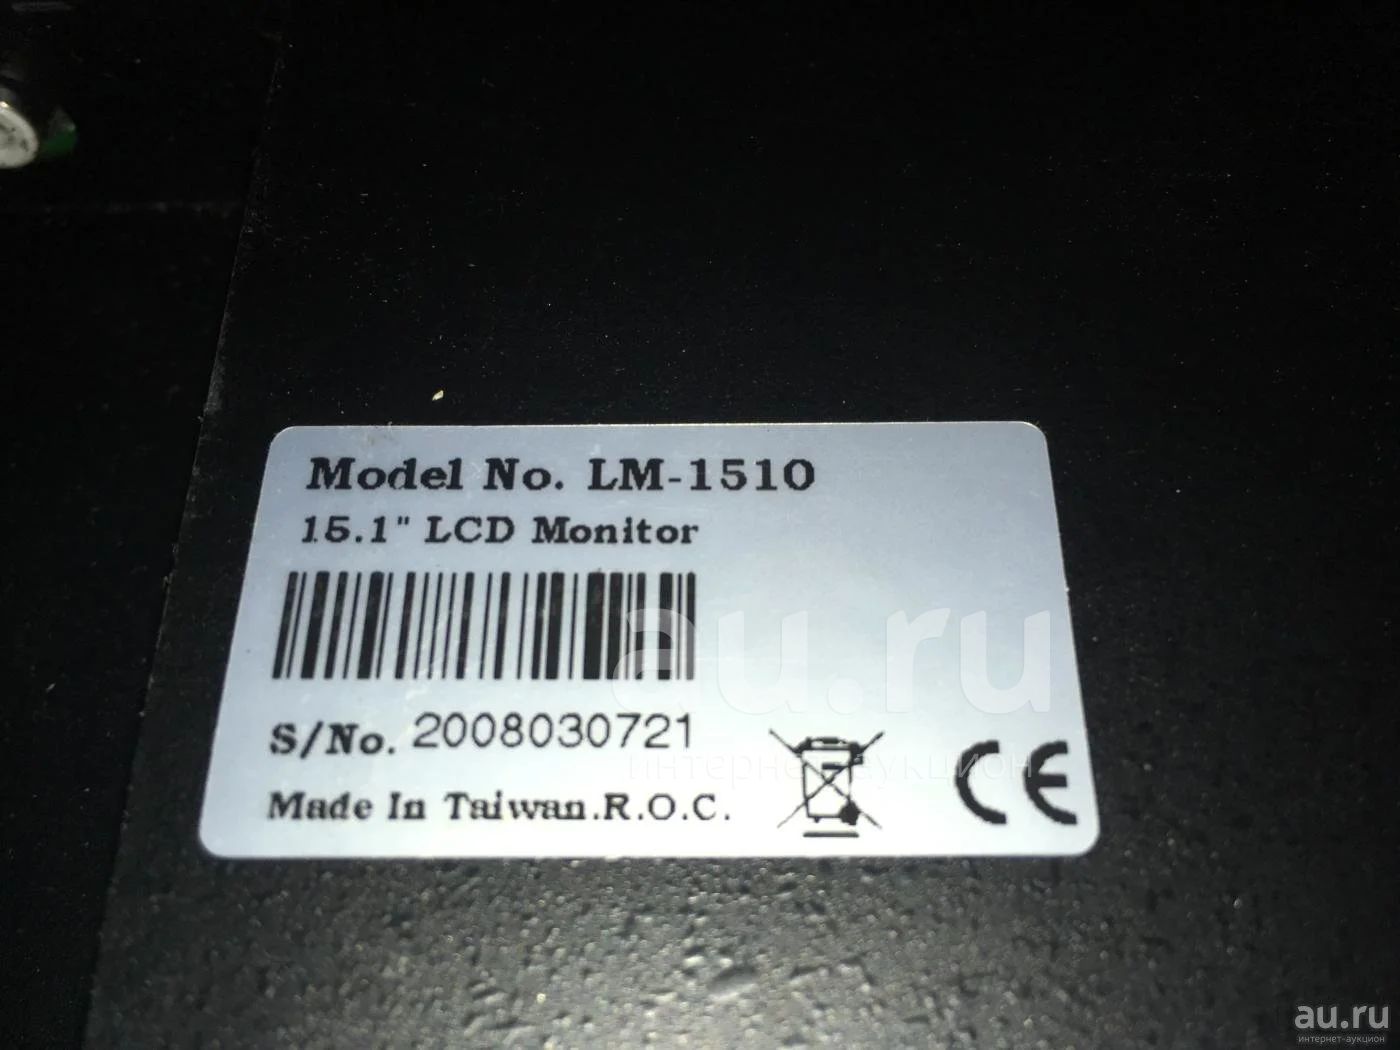 Model No. LM-1510
15.1" LCD Monitor
S/No. 2008030721
Made In Taiwan.R.O.C.
CE
au.ru
интернет-аукцион
au.ru
интернет-аукцион